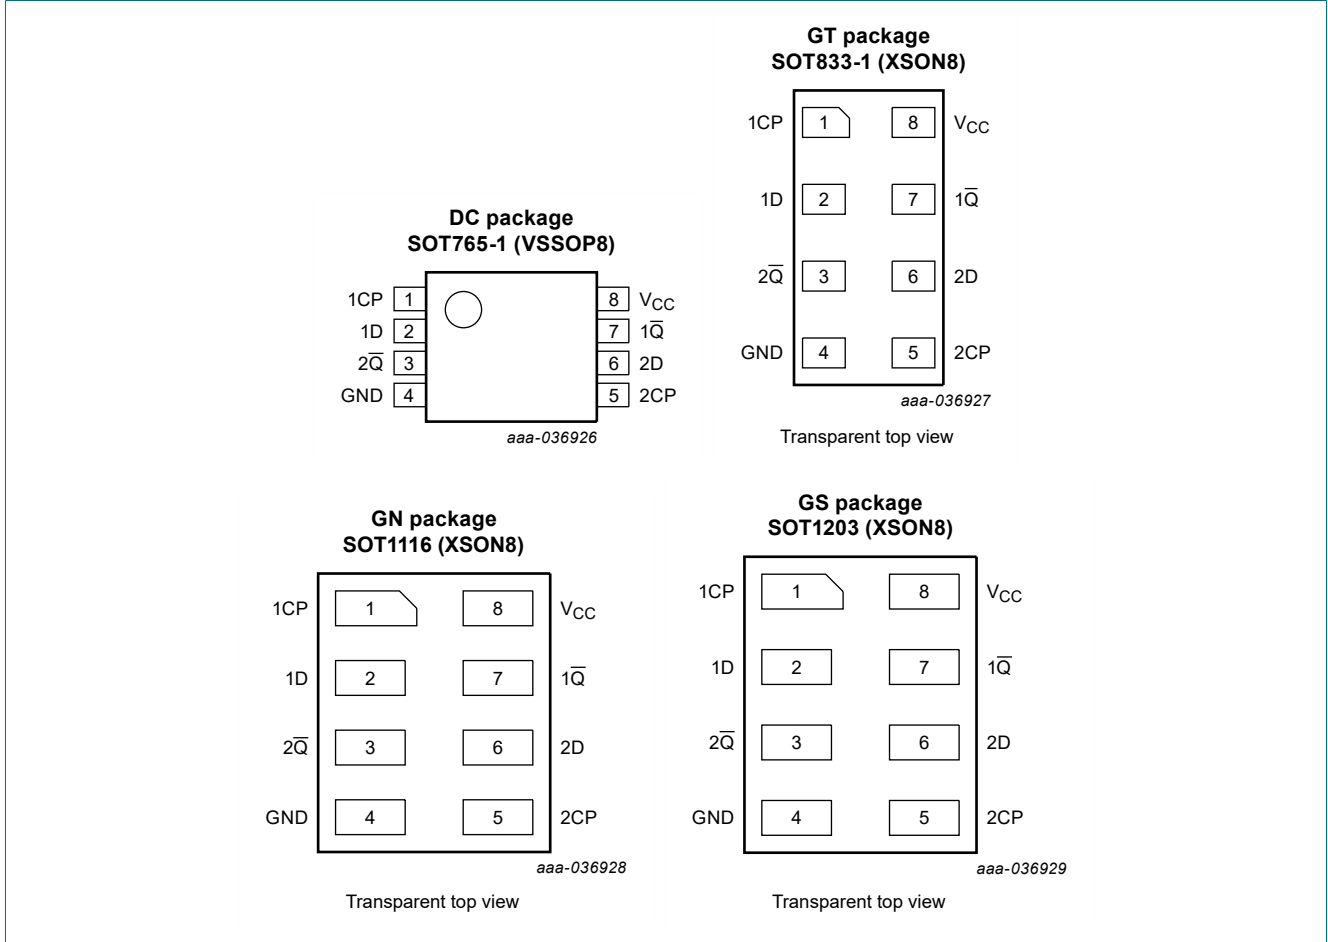 GT package
SOT833-1 (XSON8)
1CP 1 8 VCC
1D 2 7 1Q̅
2Q̅ 3 6 2D
GND 4 5 2CP
aaa-036927
Transparent top view
DC package
SOT765-1 (VSSOP8)
1CP 1 8 VCC
1D 2 7 1Q̅
2Q̅ 3 6 2D
GND 4 5 2CP
aaa-036926
GN package
SOT1116 (XSON8)
1CP 1 8 VCC
1D 2 7 1Q̅
2Q̅ 3 6 2D
GND 4 5 2CP
aaa-036928
Transparent top view
GS package
SOT1203 (XSON8)
1CP 1 8 VCC
1D 2 7 1Q̅
2Q̅ 3 6 2D
GND 4 5 2CP
aaa-036929
Transparent top view